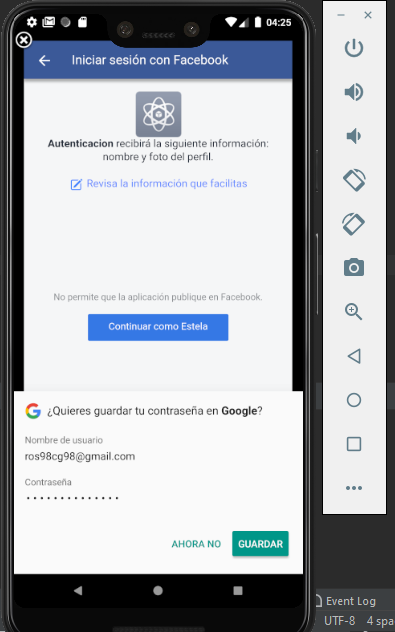 04:25
Iniciar sesión con Facebook
Autenticacion recibirá la siguiente información:
nombre y foto del perfil.
Revisa la información que facilitas
No permite que la aplicación publique en Facebook.
Continuar como Estela
G ¿Quieres guardar tu contraseña en Google?
Nombre de usuario
ros98cg98@gmail.com
Contraseña
••••••••••••••
AHORA NO GUARDAR
Event Log
UTF-8 4 spa